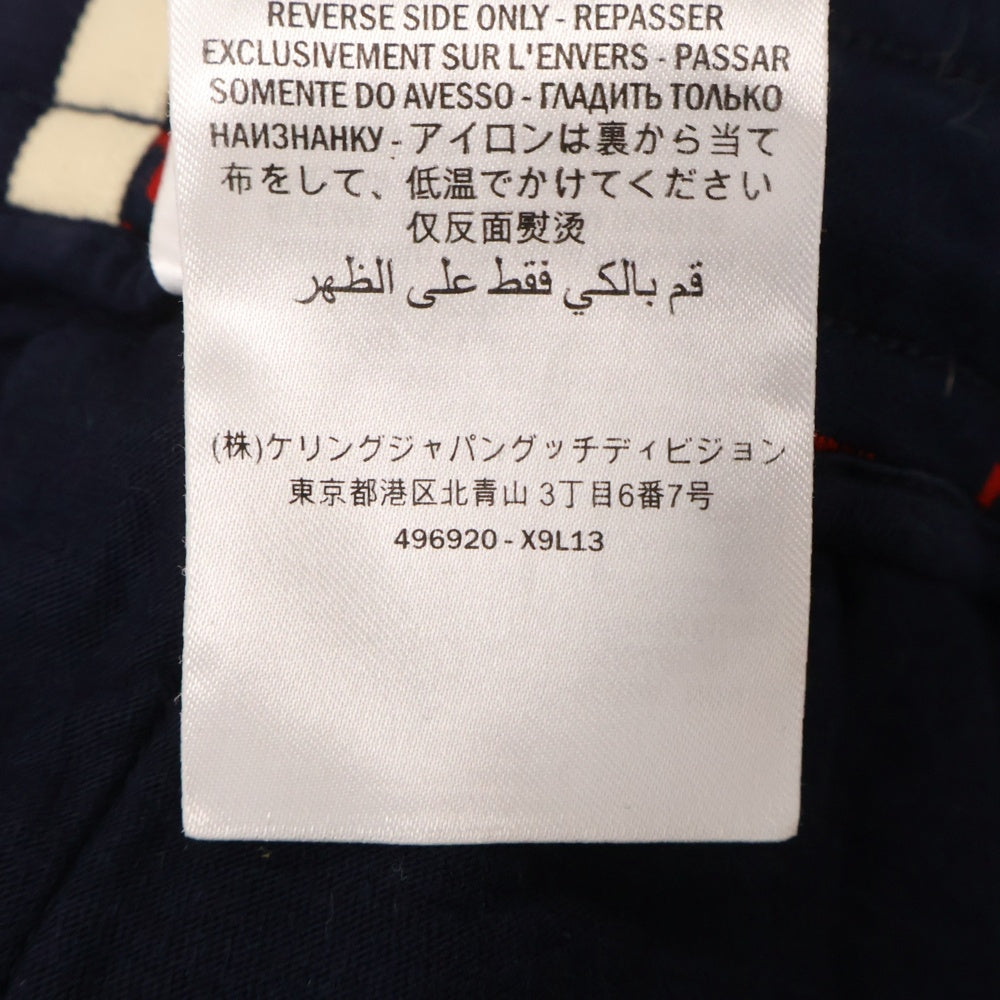 REVERSE SIDE ONLY - REPASSER
EXCLUSIVEMENT SUR L'ENVERS - PASSAR
SOMENTE DO AVESSO - ГЛАДИТЬ ТОЛЬКО
НАИЗНАНКУ - アイロンは裏から当て
布をして、低温でかけてください
仅反面熨烫
قم بالكي فقط على الظهر
(株)ケリングジャパングッチディビジョン
東京都港区北青山 3丁目6番7号
496920 - X9L13